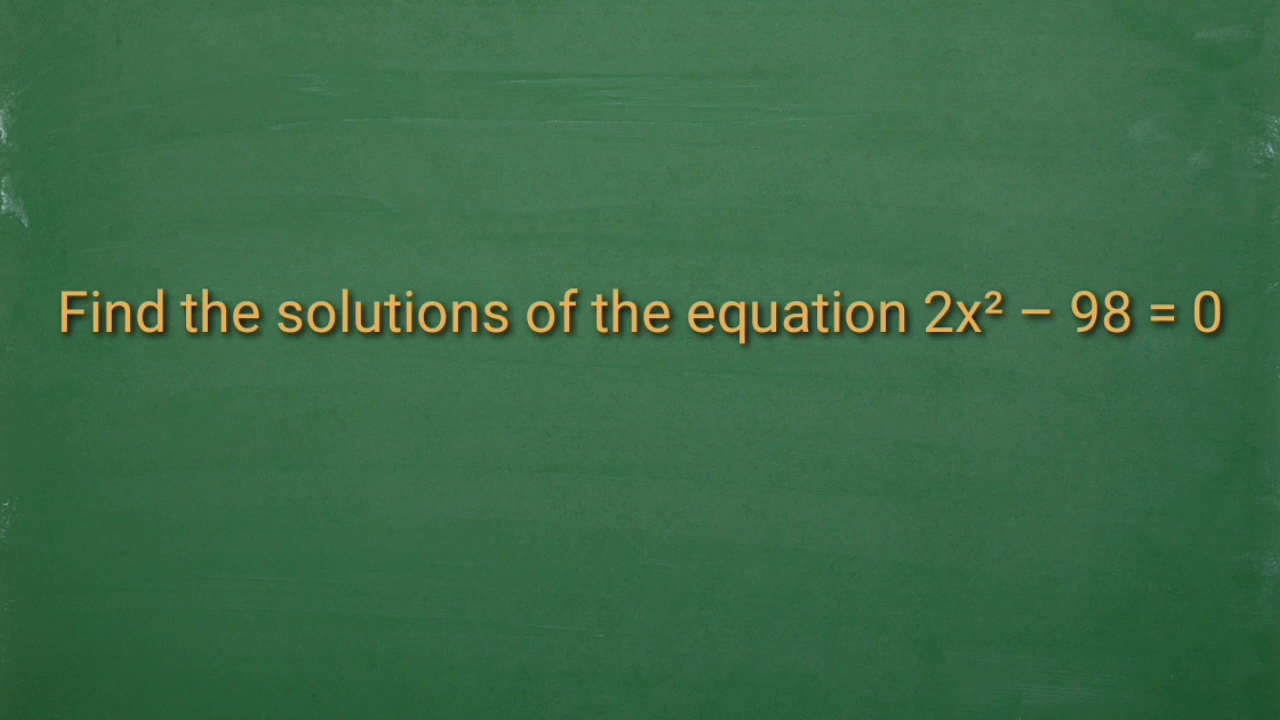 Find the solutions of the equation 2x² – 98 = 0